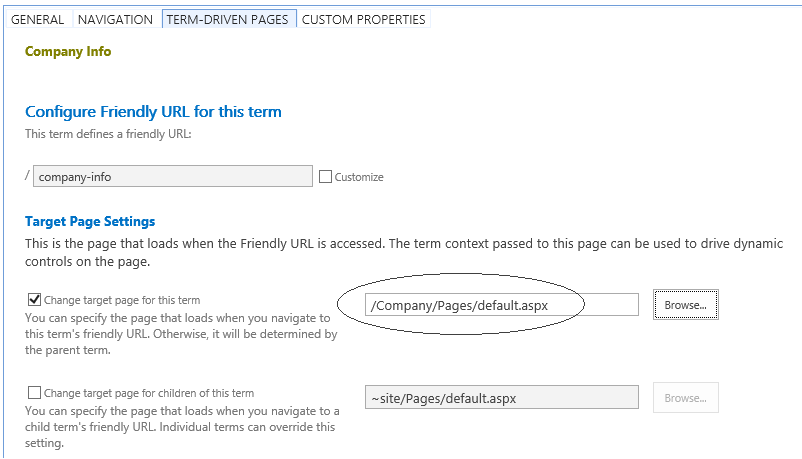 GENERAL NAVIGATION TERM-DRIVEN PAGES CUSTOM PROPERTIES
Company Info
Configure Friendly URL for this term
This term defines a friendly URL:
/ company-info Customize
Target Page Settings
This is the page that loads when the Friendly URL is accessed. The term context passed to this page can be used to drive dynamic
controls on the page.
Change target page for this term /Company/Pages/default.aspx Browse...
You can specify the page that loads when you navigate to
this term's friendly URL. Otherwise, it will be determined by
the parent term.
Change target page for children of this term ~site/Pages/default.aspx Browse...
You can specify the page that loads when you navigate to a
child term's friendly URL. Individual terms can override this
setting.